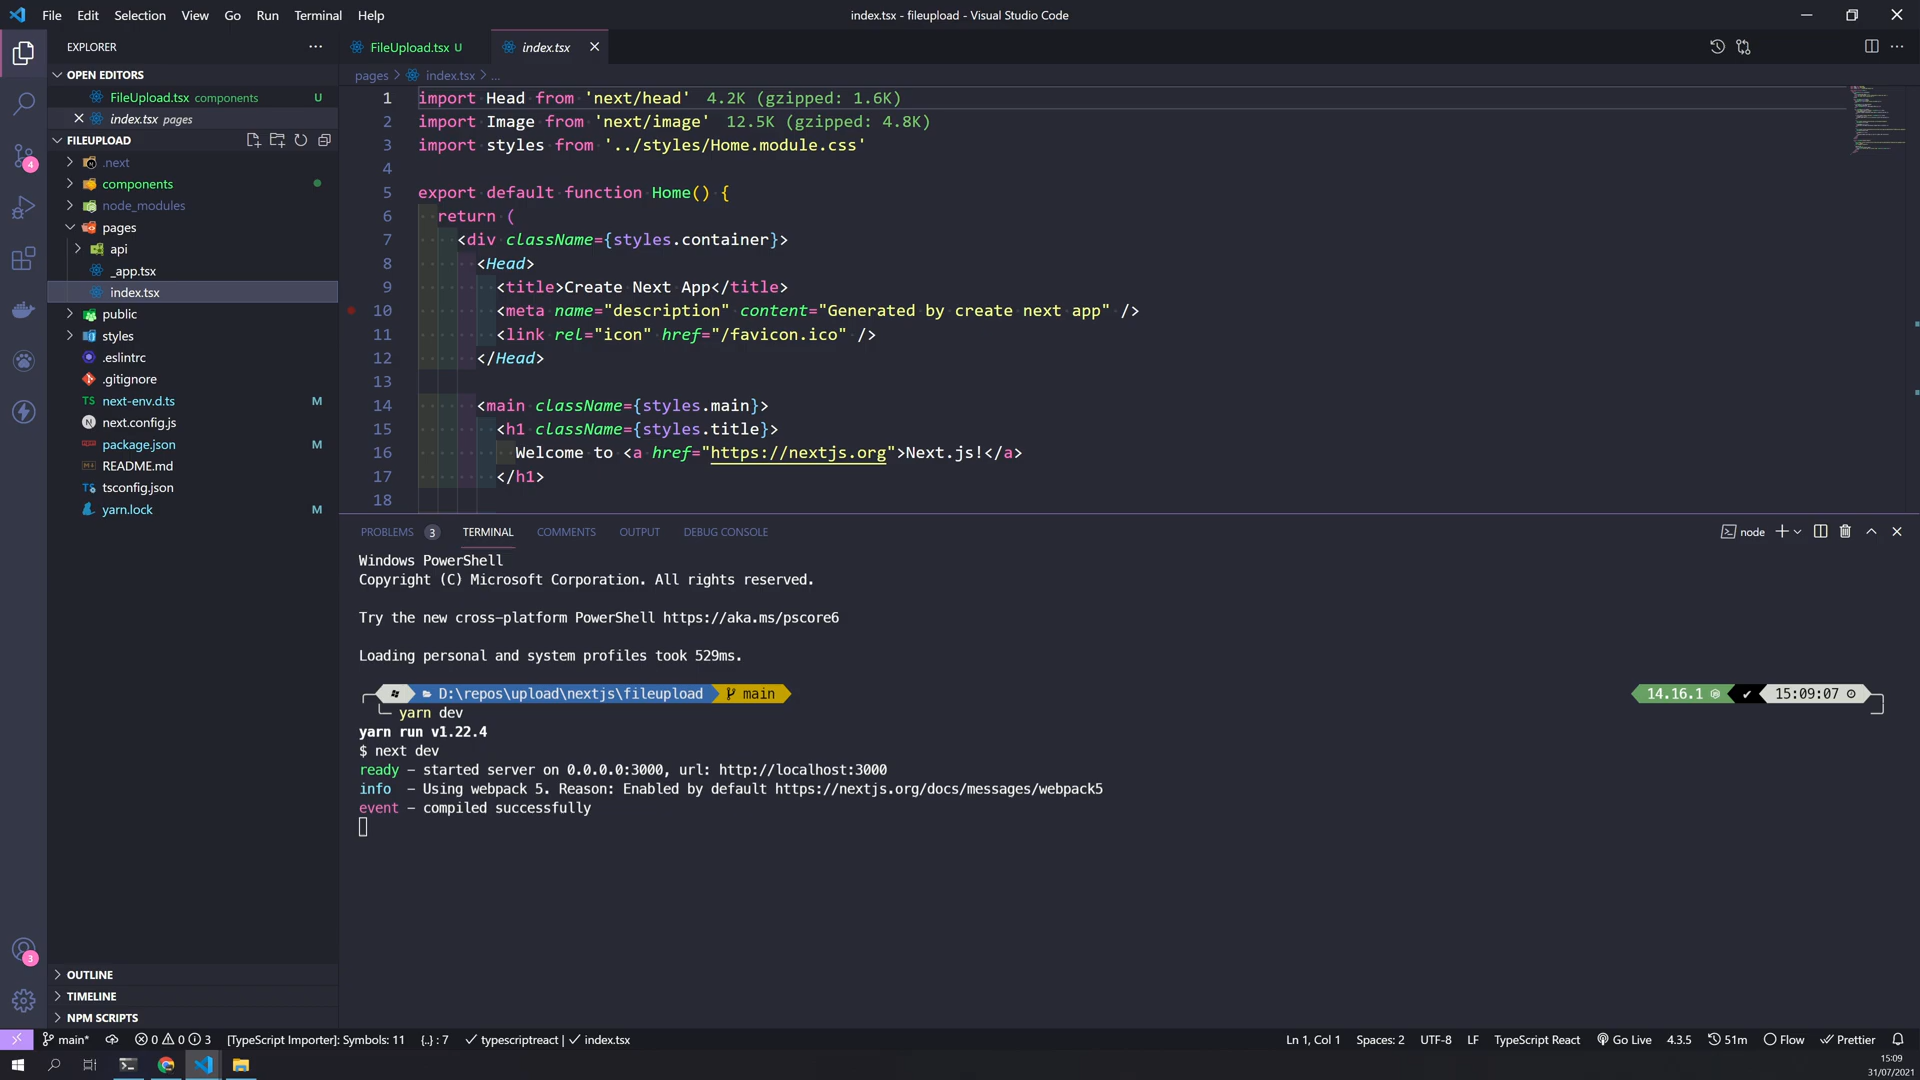 File Edit Selection View Go Run Terminal Help
index.tsx - fileupload - Visual Studio Code
EXPLORER
OPEN EDITORS
FileUpload.tsx components U
index.tsx pages
FILEUPLOAD
.next
components
node_modules
pages
api
_app.tsx
index.tsx
public
styles
.eslintrc
.gitignore
next-env.d.ts M
next.config.js
package.json M
README.md
tsconfig.json
yarn.lock M
OUTLINE
TIMELINE
NPM SCRIPTS
4
3
FileUpload.tsx U
index.tsx
pages > index.tsx > ...
1 import Head from 'next/head' 4.2K (gzipped: 1.6K)
2 import Image from 'next/image' 12.5K (gzipped: 4.8K)
3 import styles from '../styles/Home.module.css'
4
5 export default function Home() {
6 return (
7 <div className={styles.container}>
8 <Head>
9 <title>Create Next App</title>
10 <meta name="description" content="Generated by create next app" />
11 <link rel="icon" href="/favicon.ico" />
12 </Head>
13
14 <main className={styles.main}>
15 <h1 className={styles.title}>
16 Welcome to <a href="https://nextjs.org">Next.js!</a>
17 </h1>
18
PROBLEMS 3 TERMINAL COMMENTS OUTPUT DEBUG CONSOLE
node
Windows PowerShell
Copyright (C) Microsoft Corporation. All rights reserved.
Try the new cross-platform PowerShell https://aka.ms/pscore6
Loading personal and system profiles took 529ms.
D:\repos\upload\nextjs\fileupload main 14.16.1 15:09:07
yarn dev
yarn run v1.22.4
$ next dev
ready - started server on 0.0.0.0:3000, url: http://localhost:3000
info - Using webpack 5. Reason: Enabled by default https://nextjs.org/docs/messages/webpack5
event - compiled successfully
main* 0 0 3 [TypeScript Importer]: Symbols: 11 {..} : 7 typescriptreact | index.tsx
Ln 1, Col 1 Spaces: 2 UTF-8 LF TypeScript React Go Live 4.3.5 51m Flow Prettier
15:09
31/07/2021